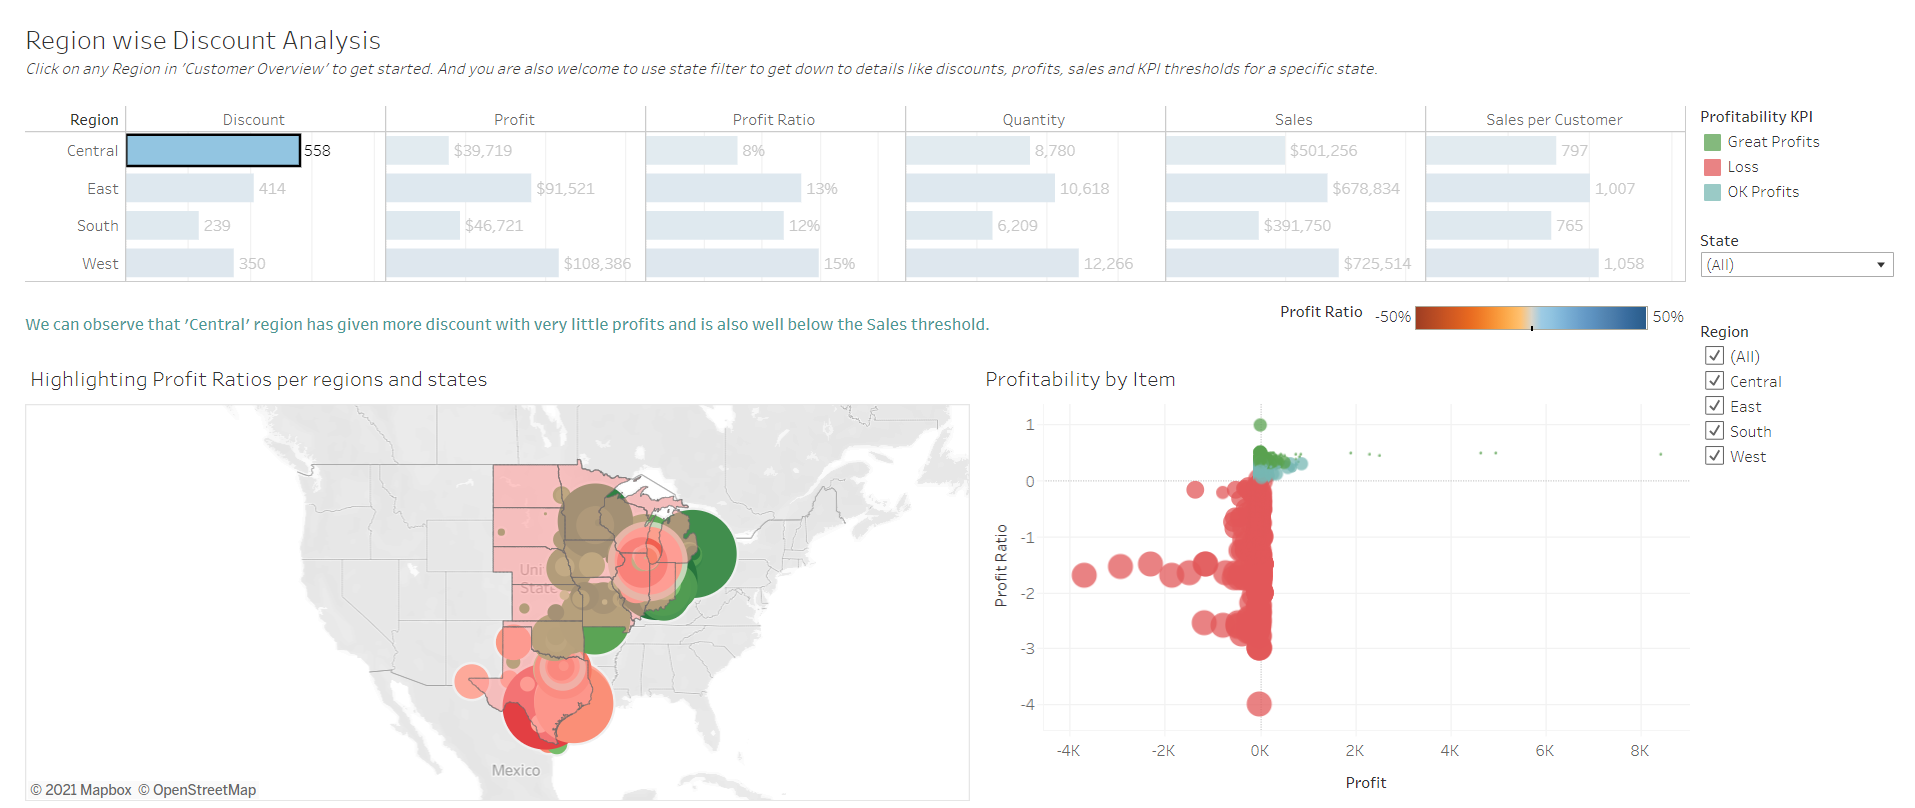 Region wise Discount Analysis
Click on any Region in 'Customer Overview' to get started. And you are also welcome to use state filter to get down to details like discounts, profits, sales and KPI thresholds for a specific state.
Region Discount Profit Profit Ratio Quantity Sales Sales per Customer
Central 558 $39,719 8% 8,780 $501,256 797
East 414 $91,521 13% 10,618 $678,834 1,007
South 239 $46,721 12% 6,209 $391,750 765
West 350 $108,386 15% 12,266 $725,514 1,058
Profitability KPI
Great Profits
Loss
OK Profits
State
(All)
We can observe that 'Central' region has given more discount with very little profits and is also well below the Sales threshold.
Profit Ratio -50% 50%
Region
(All)
Central
East
South
West
Highlighting Profit Ratios per regions and states
Uni
State
Mexico
© 2021 Mapbox © OpenStreetMap
Profitability by Item
Profit Ratio
1
0
-1
-2
-3
-4
-4K -2K 0K 2K 4K 6K 8K
Profit